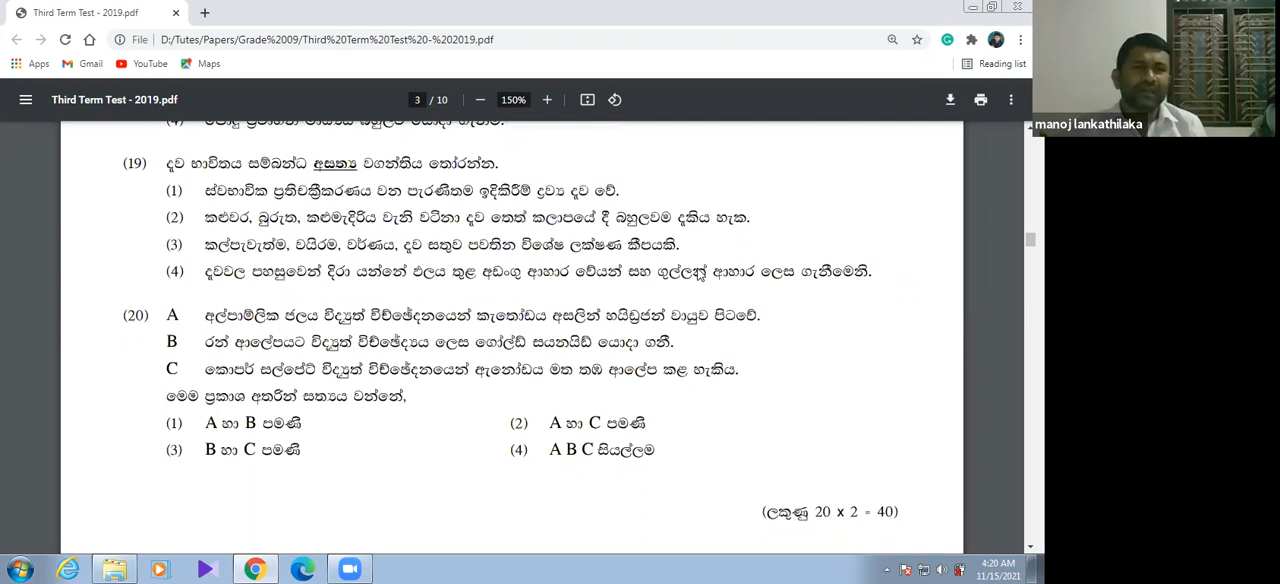 Third Term Test - 2019.pdf
File | D:/Tutes/Papers/Grade%2009/Third%20Term%20Test%20-%202019.pdf
Apps Gmail YouTube Maps Reading list
Third Term Test - 2019.pdf 3 / 10 150%
manoj lankathilaka
(19) දැව භාවිතය සම්බන්ධ අසත්‍ය වගන්තිය තෝරන්න.
(1) ස්වභාවික ප්‍රතිචක්‍රීකරණය වන පැරණිතම ඉදිකිරීම් ද්‍රව්‍ය දැව වේ.
(2) කළුවර, බුරුත, කළුමැදිරිය වැනි වටිනා දැව තෙත් කලාපයේ දී බහුලවම දැකිය හැක.
(3) කල්පැවැත්ම, වයිරම, වර්ණය, දැව සතුව පවතින විශේෂ ලක්ෂණ කීපයකි.
(4) දැවවල පහසුවෙන් දිරා යන්නේ ඵලය තුළ අඩංගු ආහාර වේයන් සහ ගුල්ලන් ආහාර ලෙස ගැනීමෙනි.
(20) A අල්පාම්ලික ජලය විද්‍යුත් විච්ඡේදනයෙන් කැතෝඩය අසලින් හයිඩ්‍රජන් වායුව පිටවේ.
B රන් ආලේපයට විද්‍යුත් විච්ඡේද්‍යය ලෙස ගෝල්ඩ් සයනයිඩ් යොදා ගනී.
C කොපර් සල්පේට් විද්‍යුත් විච්ඡේදනයෙන් ඇනෝඩය මත තඹ ආලේප කළ හැකිය.
මෙම ප්‍රකාශ අතරින් සත්‍යය වන්නේ,
(1) A හා B පමණි (2) A හා C පමණි
(3) B හා C පමණි (4) A B C සියල්ලම
(ලකුණු 20 x 2 = 40)
4:20 AM
11/15/2021